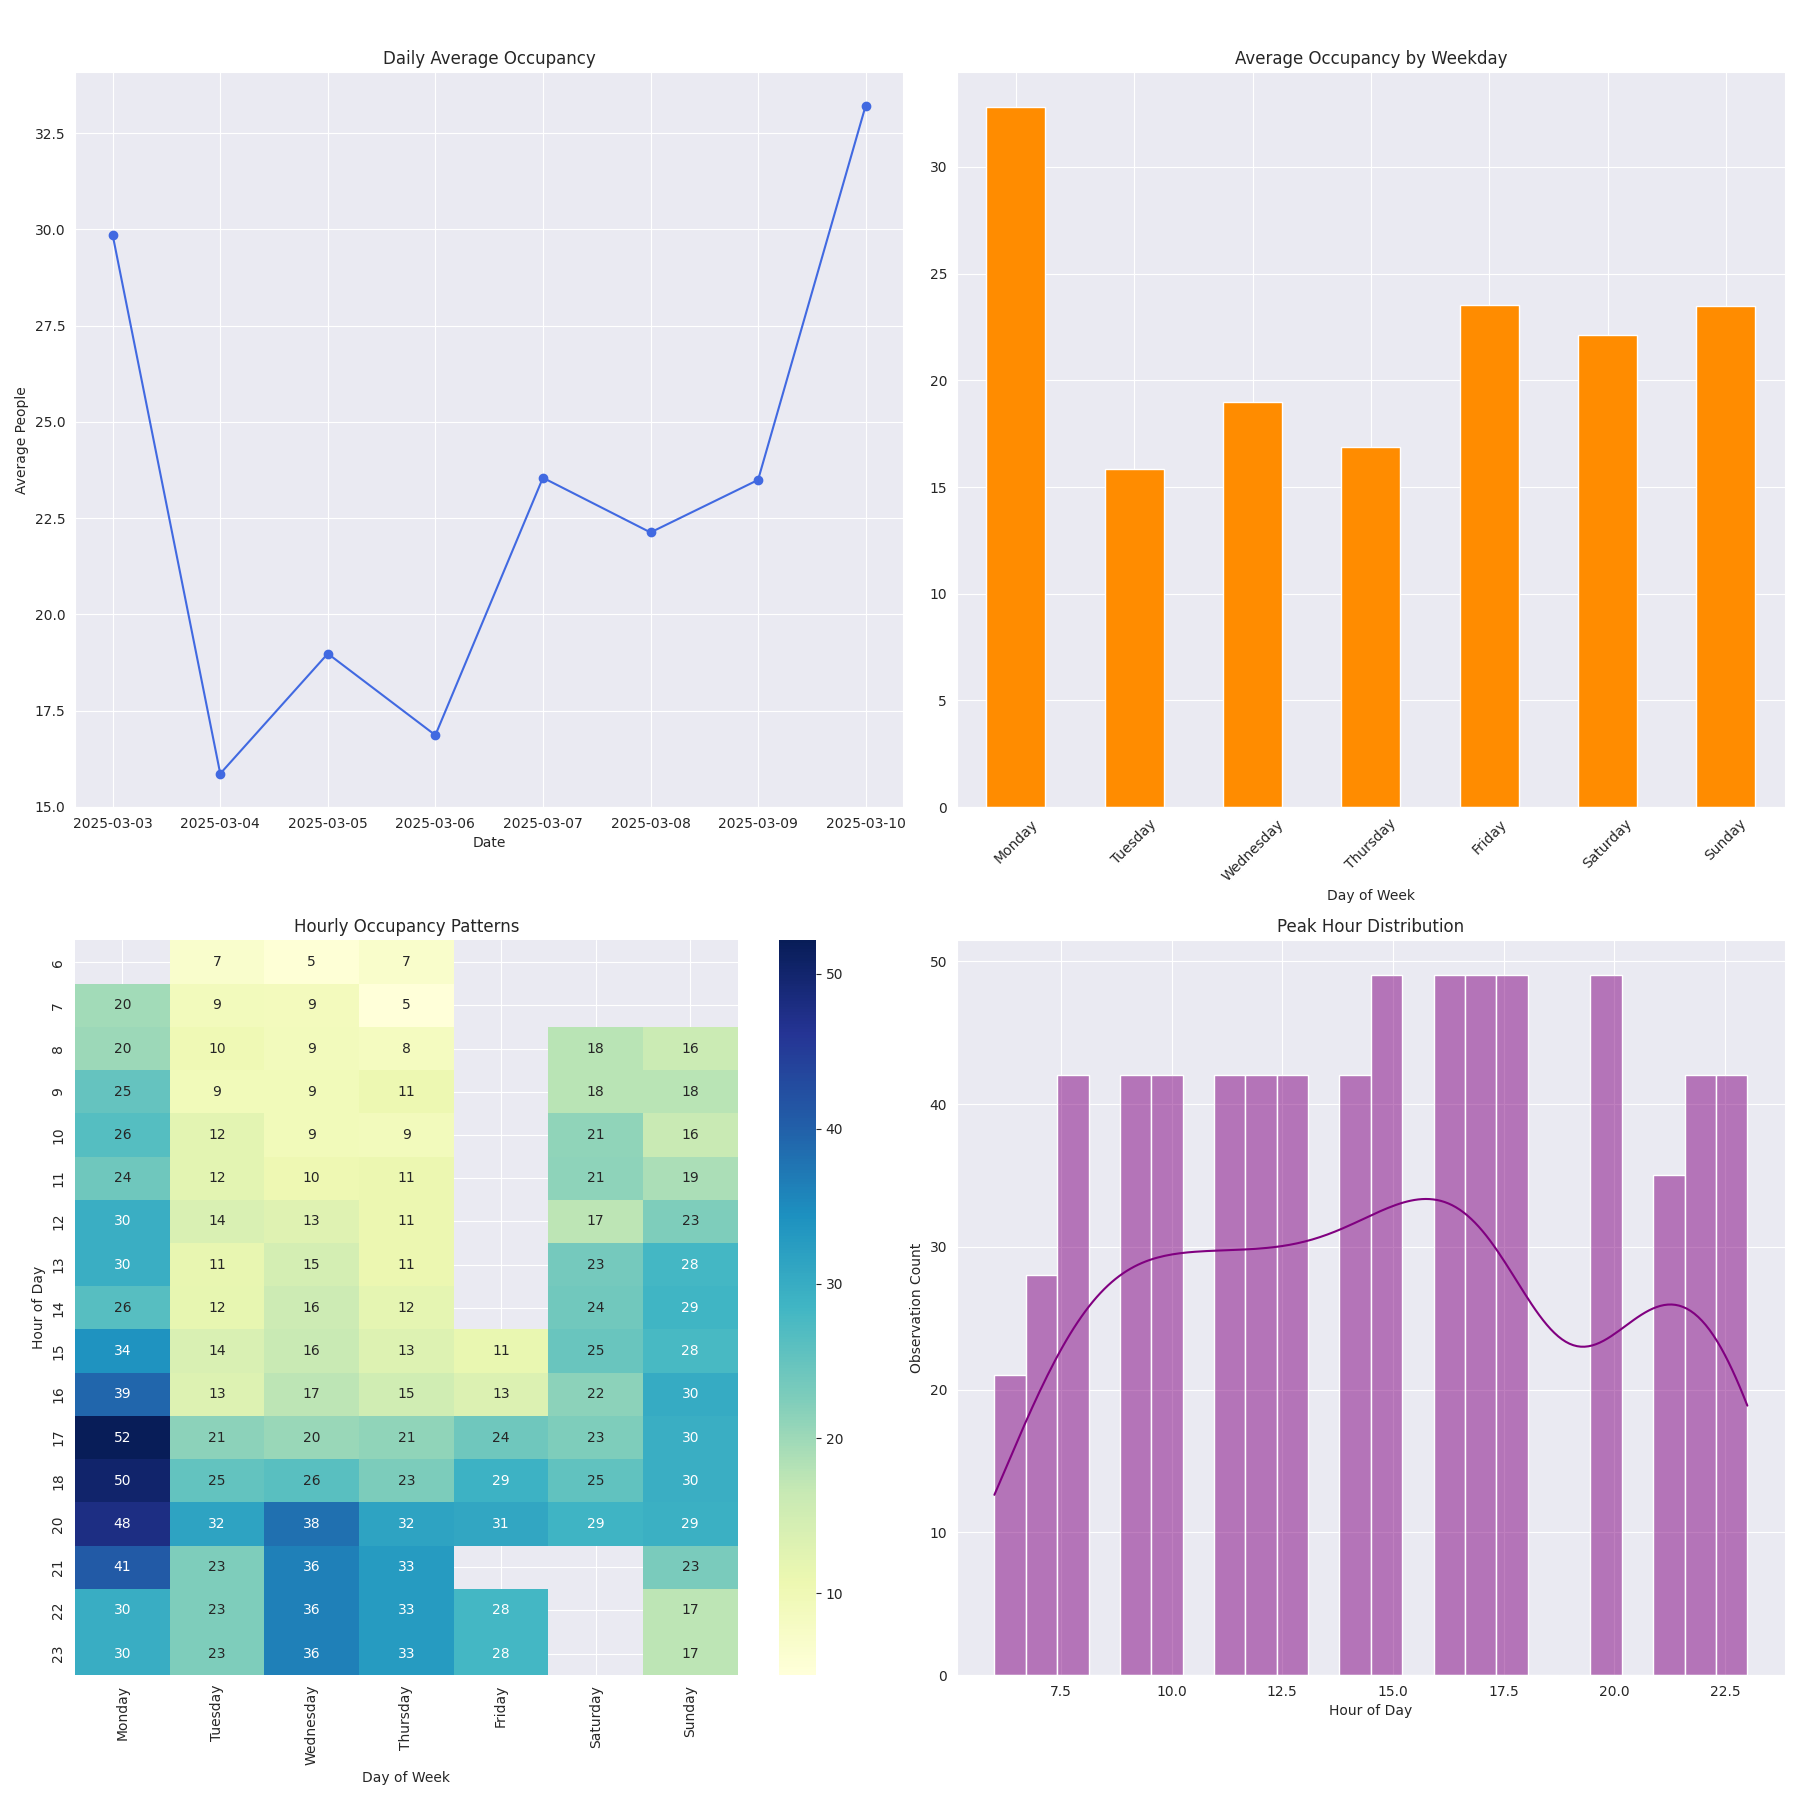 Daily Average Occupancy
Average People
32.5
30.0
27.5
25.0
22.5
20.0
17.5
15.0
2025-03-03 2025-03-04 2025-03-05 2025-03-06 2025-03-07 2025-03-08 2025-03-09 2025-03-10
Date
Average Occupancy by Weekday
30
25
20
15
10
5
0
Monday Tuesday Wednesday Thursday Friday Saturday Sunday
Day of Week
Hourly Occupancy Patterns
Hour of Day
6 7 5 7
7 20 9 9 5
8 20 10 9 8 18 16
9 25 9 9 11 18 18
10 26 12 9 9 21 16
11 24 12 10 11 21 19
12 30 14 13 11 17 23
13 30 11 15 11 23 28
14 26 12 16 12 24 29
15 34 14 16 13 11 25 28
16 39 13 17 15 13 22 30
17 52 21 20 21 24 23 30
18 50 25 26 23 29 25 30
20 48 32 38 32 31 29 29
21 41 23 36 33 23
22 30 23 36 33 28 17
23 30 23 36 33 28 17
Monday Tuesday Wednesday Thursday Friday Saturday Sunday
Day of Week
50
40
30
20
10
Peak Hour Distribution
Observation Count
50
40
30
20
10
0
7.5 10.0 12.5 15.0 17.5 20.0 22.5
Hour of Day